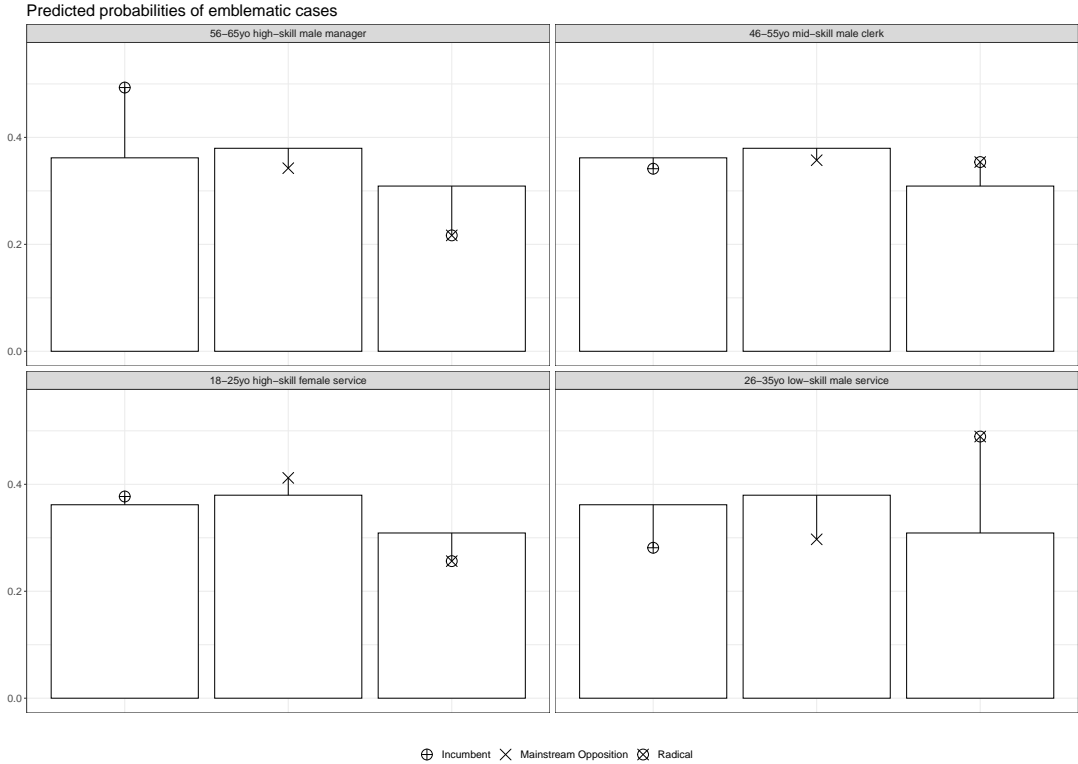 Predicted probabilities of emblematic cases
56–65yo high–skill male manager
46–55yo mid–skill male clerk
0.4
0.2
0.0
18–25yo high–skill female service
26–35yo low–skill male service
0.4
0.2
0.0
Incumbent Mainstream Opposition Radical